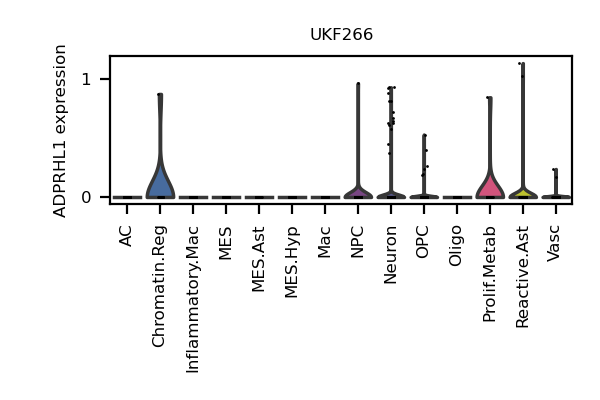 UKF266
ADPRHL1 expression
1
0
AC
Chromatin.Reg
Inflammatory.Mac
MES
MES.Ast
MES.Hyp
Mac
NPC
Neuron
OPC
Oligo
Prolif.Metab
Reactive.Ast
Vasc